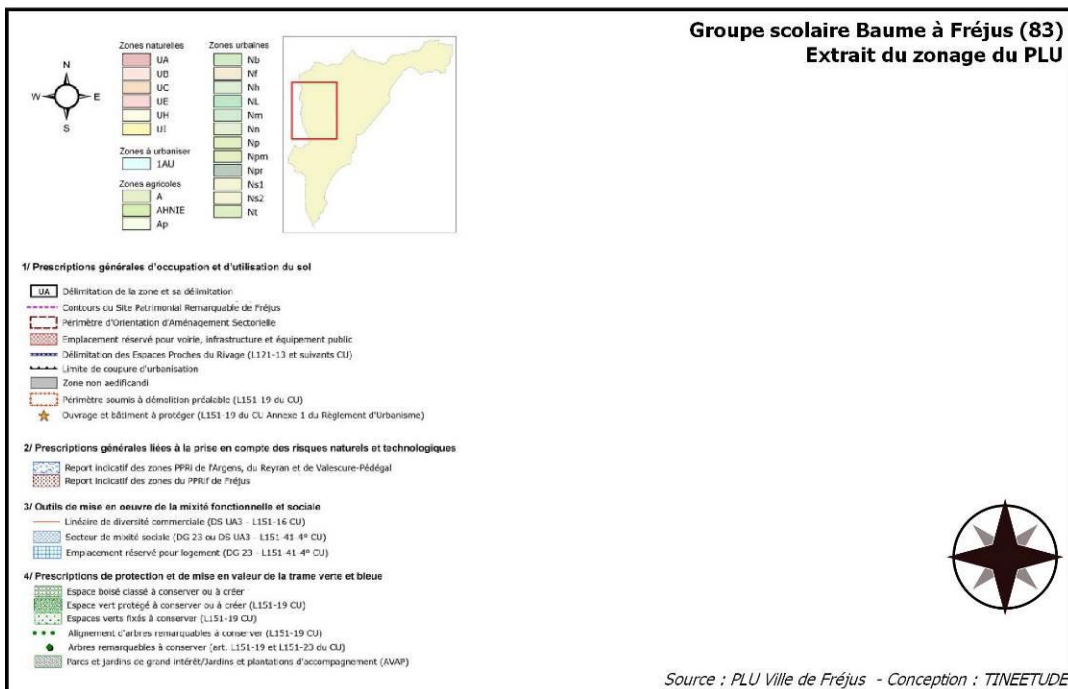 Groupe scolaire Baume à Fréjus (83)
Extrait du zonage du PLU
N
W
E
S
Zones naturelles
UA
UB
UC
UE
UH
UI
Zones à urbaniser
1AU
Zones agricoles
A
AHNIE
Ap
Zones urbaines
Nb
Nf
Nh
NL
Nm
Nn
Np
Npm
Npr
Ns1
Ns2
Nt
1/ Prescriptions générales d'occupation et d'utilisation du sol
UA Délimitation de la zone et sa délimitation
Contours du Site Patrimonial Remarquable de Fréjus
Périmètre d'Orientation d'Aménagement Sectorielle
Emplacement réservé pour voirie, infrastructure et équipement public
Délimitation des Espaces Proches du Rivage (L121-13 et suivants CU)
Limite de coupure d'urbanisation
Zone non aedificandi
Périmètre soumis à démolition préalable (L151-19 du CU)
Ouvrage et bâtiment à protéger (L151-19 du CU Annexe 1 du Règlement d'Urbanisme)
2/ Prescriptions générales liées à la prise en compte des risques naturels et technologiques
Report indicatif des zones PPRi de l'Argens, du Reyran et de Valescure-Pédégal
Report indicatif des zones du PPRif de Fréjus
3/ Outils de mise en oeuvre de la mixité fonctionnelle et sociale
Linéaire de diversité commerciale (DS UA3 - L151-16 CU)
Secteur de mixité sociale (DG 23 ou DS UA3 - L151-41-4° CU)
Emplacement réservé pour logement (DG 23 - L151-41-4° CU)
4/ Prescriptions de protection et de mise en valeur de la trame verte et bleue
Espace boisé classé à conserver ou à créer
Espace vert protégé à conserver ou à créer (L151-19 CU)
Espaces verts fixés à conserver (L151-19 CU)
Alignement d'arbres remarquables à conserver (L151-19 CU)
Arbres remarquables à conserver (art. L151-19 et L151-23 du CU)
Parcs et jardins de grand intérêt/Jardins et plantations d'accompagnement (AVAP)
Source : PLU Ville de Fréjus - Conception : TINEETUDE